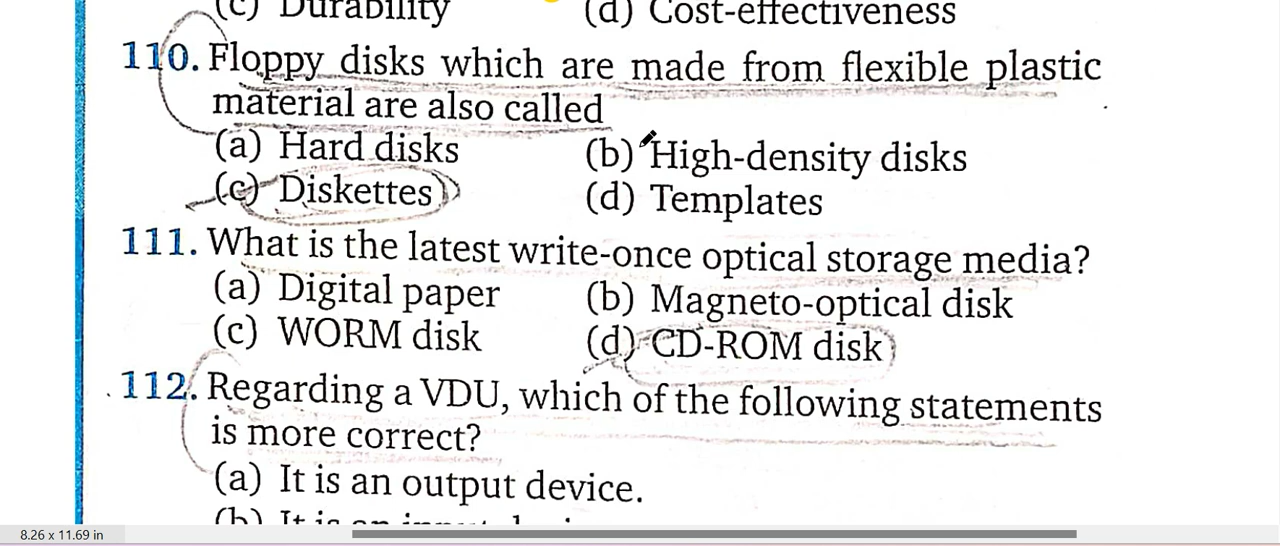 (c) Durability (d) Cost-effectiveness
110. Floppy disks which are made from flexible plastic
material are also called
(a) Hard disks (b) High-density disks
(c) Diskettes (d) Templates
111. What is the latest write-once optical storage media?
(a) Digital paper (b) Magneto-optical disk
(c) WORM disk (d) CD-ROM disk
112. Regarding a VDU, which of the following statements
is more correct?
(a) It is an output device.
8.26 x 11.69 in